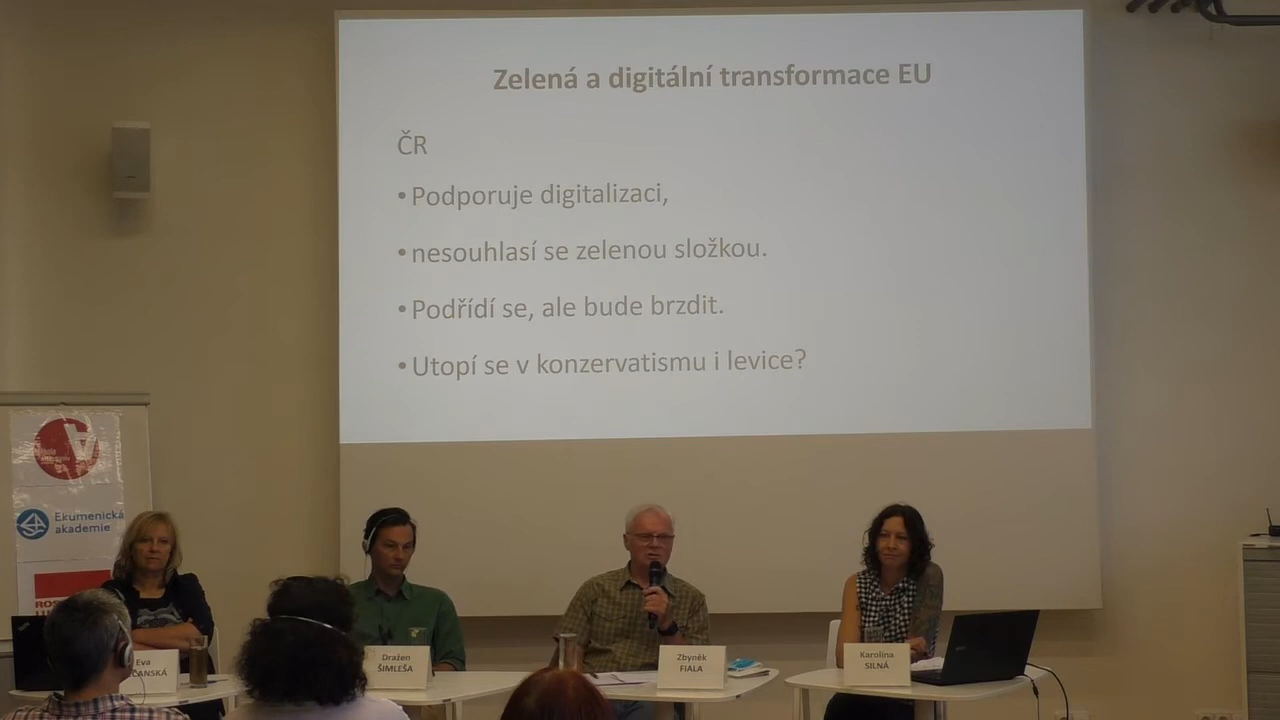 Zelená a digitální transformace EU
ČR
•Podporuje digitalizaci,
•nesouhlasí se zelenou složkou.
•Podřídí se, ale bude brzdit.
•Utopí se v konzervatismu i levice?
Ekumenická
akademie
Eva
Dražen
ŠIMLEŠA
Zbyněk
FIALA
Karolína
SILNÁ